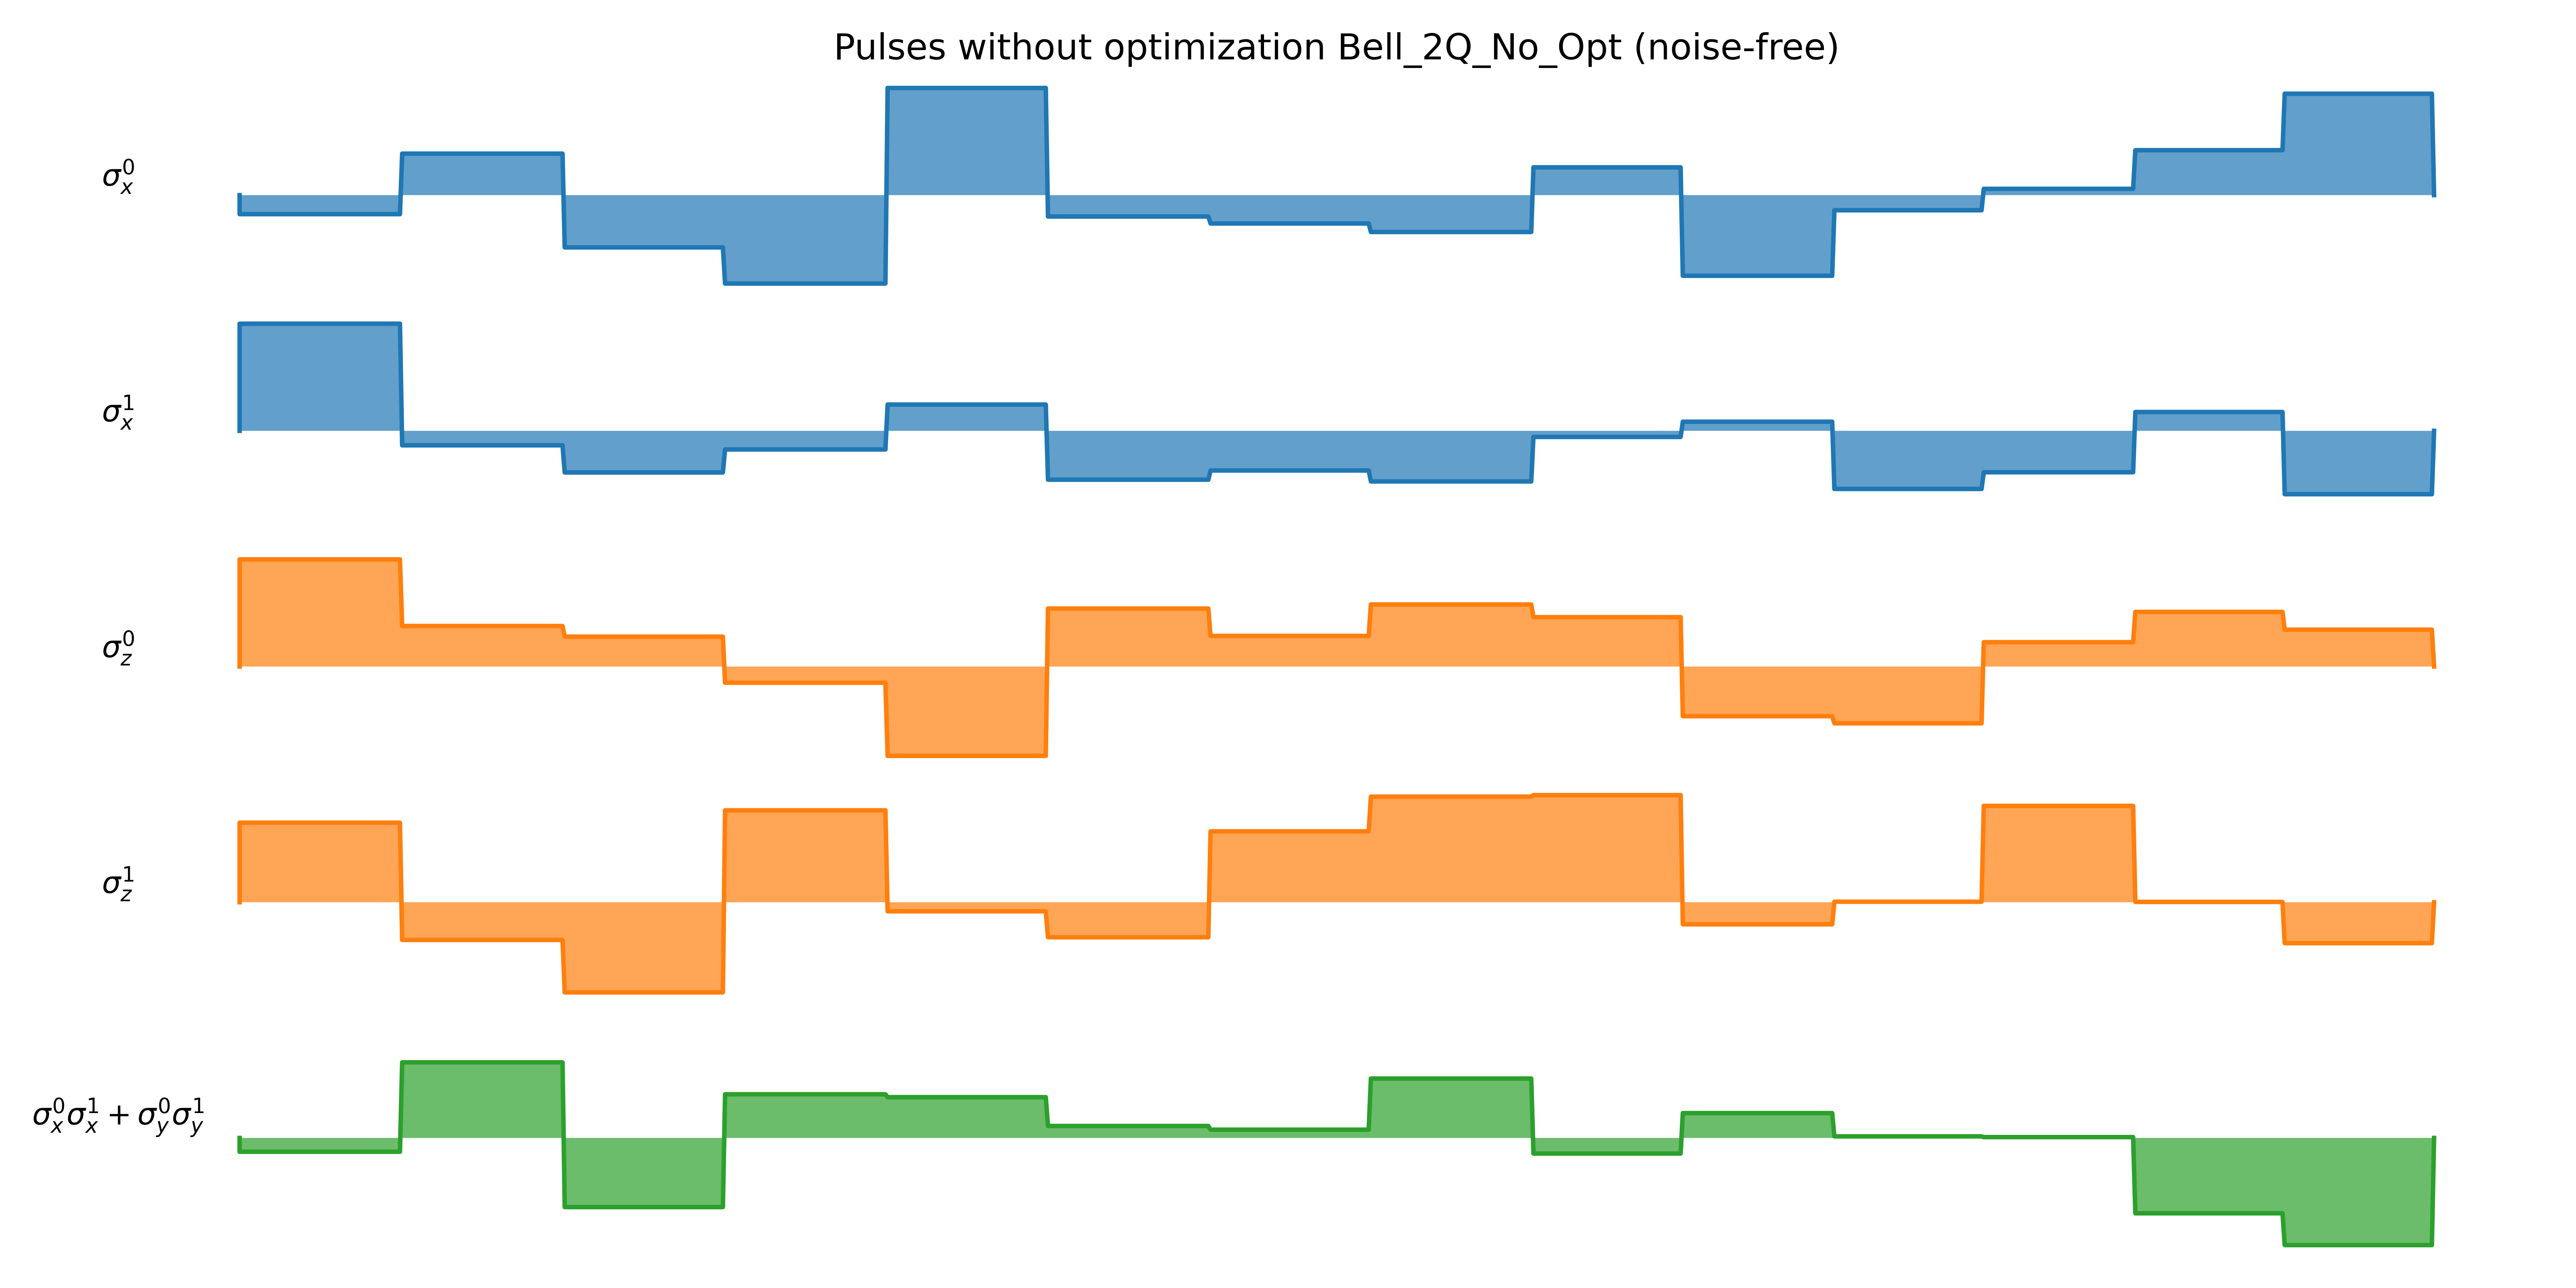 Pulses without optimization Bell_2Q_No_Opt (noise-free)
σ⁰ₓ
σ¹ₓ
σ⁰_z
σ¹_z
σ⁰ₓσ¹ₓ + σ⁰_yσ¹_y